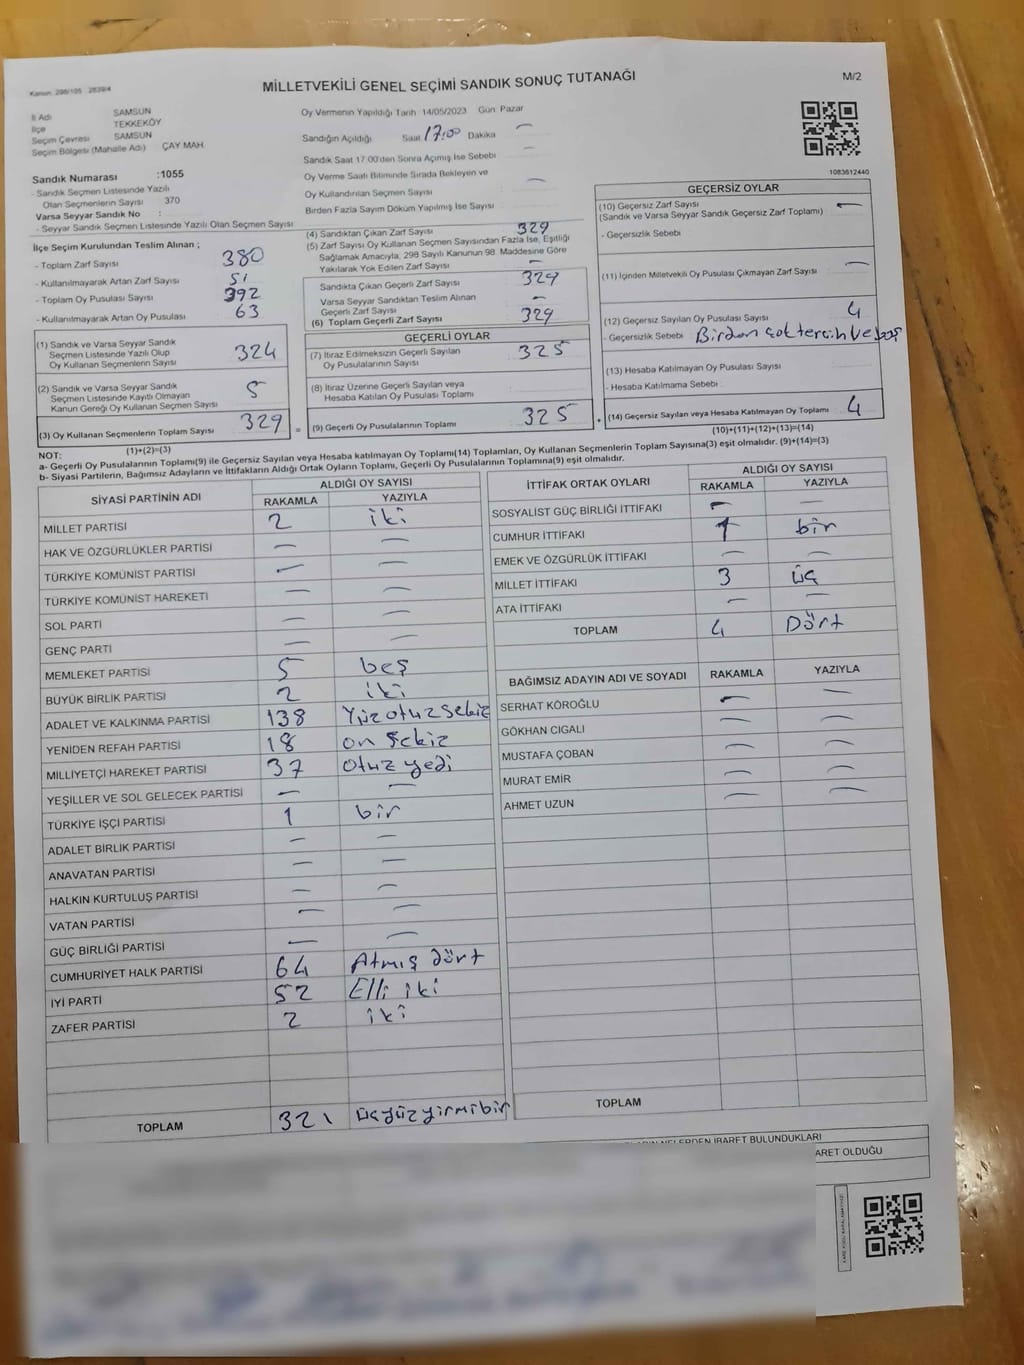 Kanun: 298/105 2839/4
MİLLETVEKİLİ GENEL SEÇİMİ SANDIK SONUÇ TUTANAĞI
M/2
İl Adı SAMSUN
İlçe TEKKEKÖY
Seçim Çevresi SAMSUN
Seçim Bölgesi (Mahalle Adı) ÇAY MAH.
Sandık Numarası :1055
- Sandık Seçmen Listesinde Yazılı
Olan Seçmenlerin Sayısı 370
Varsa Seyyar Sandık No :
- Seyyar Sandık Seçmen Listesinde Yazılı Olan Seçmen Sayısı
Oy Vermenin Yapıldığı Tarih 14/05/2023 Gün: Pazar
Sandığın Açıldığı Saat 17:00 Dakika —
Sandık Saat 17:00'den Sonra Açılmış İse Sebebi —
Oy Verme Saati Bitiminde Sırada Bekleyen ve
Oy Kullandırılan Seçmen Sayısı —
Birden Fazla Sayım Döküm Yapılmış İse Sayısı
1083612440
İlçe Seçim Kurulundan Teslim Alınan ;
- Toplam Zarf Sayısı 380
- Kullanılmayarak Artan Zarf Sayısı 51
- Toplam Oy Pusulası Sayısı 392
- Kullanılmayarak Artan Oy Pusulası 63
(1) Sandık ve Varsa Seyyar Sandık
Seçmen Listesinde Yazılı Olup
Oy Kullanan Seçmenlerin Sayısı 324
(2) Sandık ve Varsa Seyyar Sandık
Seçmen Listesinde Kayıtlı Olmayan
Kanun Gereği Oy Kullanan Seçmen Sayısı 5
(3) Oy Kullanan Seçmenlerin Toplam Sayısı 329
(1)+(2)=(3)
(4) Sandıktan Çıkan Zarf Sayısı 329
(5) Zarf Sayısı Oy Kullanan Seçmen Sayısından Fazla İse, Eşitliği
Sağlamak Amacıyla, 298 Sayılı Kanunun 98. Maddesine Göre
Yakılarak Yok Edilen Zarf Sayısı —
Sandıkta Çıkan Geçerli Zarf Sayısı 329
Varsa Seyyar Sandıktan Teslim Alınan
Geçerli Zarf Sayısı —
(6) Toplam Geçerli Zarf Sayısı 329
GEÇERLİ OYLAR
(7) İtiraz Edilmeksizin Geçerli Sayılan
Oy Pusulalarının Sayısı 325
(8) İtiraz Üzerine Geçerli Sayılan veya
Hesaba Katılan Oy Pusulası Toplamı
= (9) Geçerli Oy Pusulalarının Toplamı 325 +
GEÇERSİZ OYLAR
(10) Geçersiz Zarf Sayısı —
(Sandık ve Varsa Seyyar Sandık Geçersiz Zarf Toplamı)
- Geçersizlik Sebebi
(11) İçinden Milletvekili Oy Pusulası Çıkmayan Zarf Sayısı —
(12) Geçersiz Sayılan Oy Pusulası Sayısı 4
- Geçersizlik Sebebi Birden çok tercih ve boş
(13) Hesaba Katılmayan Oy Pusulası Sayısı
- Hesaba Katılmama Sebebi
(14) Geçersiz Sayılan veya Hesaba Katılmayan Oy Toplamı 4
(10)+(11)+(12)+(13)=(14)
NOT:
a- Geçerli Oy Pusulalarının Toplamı(9) ile Geçersiz Sayılan veya Hesaba katılmayan Oy Toplamı(14) Toplamları, Oy Kullanan Seçmenlerin Toplam Sayısına(3) eşit olmalıdır. (9)+(14)=(3)
b- Siyasi Partilerin, Bağımsız Adayların ve İttifakların Aldığı Ortak Oyların Toplamı, Geçerli Oy Pusulalarının Toplamına(9) eşit olmalıdır.
SİYASİ PARTİNİN ADI ALDIĞI OY SAYISI
RAKAMLA YAZIYLA
MİLLET PARTİSİ 2 iki
HAK VE ÖZGÜRLÜKLER PARTİSİ — —
TÜRKİYE KOMÜNİST PARTİSİ — —
TÜRKİYE KOMÜNİST HAREKETİ — —
SOL PARTİ — —
GENÇ PARTİ — —
MEMLEKET PARTİSİ 5 beş
BÜYÜK BİRLİK PARTİSİ 2 iki
ADALET VE KALKINMA PARTİSİ 138 Yüz otuz sekiz
YENİDEN REFAH PARTİSİ 18 on sekiz
MİLLİYETÇİ HAREKET PARTİSİ 37 otuz yedi
YEŞİLLER VE SOL GELECEK PARTİSİ — —
TÜRKİYE İŞÇİ PARTİSİ 1 bir
ADALET BİRLİK PARTİSİ — —
ANAVATAN PARTİSİ — —
HALKIN KURTULUŞ PARTİSİ — —
VATAN PARTİSİ — —
GÜÇ BİRLİĞİ PARTİSİ — —
CUMHURİYET HALK PARTİSİ 64 Atmış dört
İYİ PARTİ 52 Elli iki
ZAFER PARTİSİ 2 iki
TOPLAM 321 üçyüz yirmi bir
İTTİFAK ORTAK OYLARI ALDIĞI OY SAYISI
RAKAMLA YAZIYLA
SOSYALİST GÜÇ BİRLİĞİ İTTİFAKI — —
CUMHUR İTTİFAKI 1 bir
EMEK VE ÖZGÜRLÜK İTTİFAKI — —
MİLLET İTTİFAKI 3 üç
ATA İTTİFAKI — —
TOPLAM 4 Dört
BAĞIMSIZ ADAYIN ADI VE SOYADI RAKAMLA YAZIYLA
SERHAT KÖROĞLU — —
GÖKHAN CIGALI — —
MUSTAFA ÇOBAN — —
MURAT EMİR — —
AHMET UZUN — —
TOPLAM
NELERDEN İBARET BULUNDUKLARI
ARET OLDUĞU